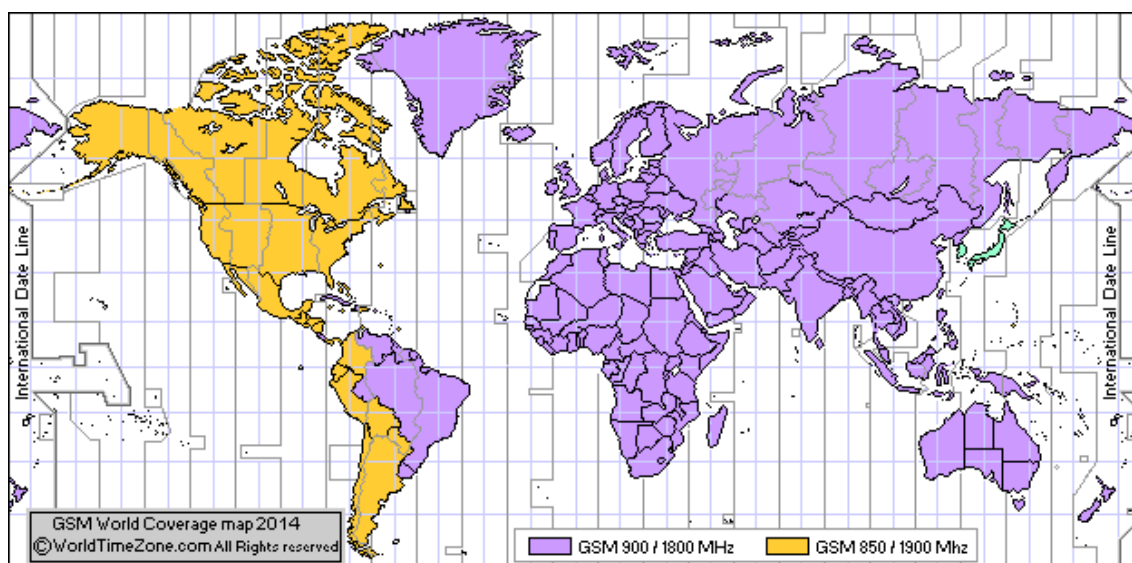 International Date Line
International Date Line
GSM World Coverage map 2014
©WorldTimeZone.com All Rights reserved
GSM 900 / 1800 MHz
GSM 850 / 1900 Mhz